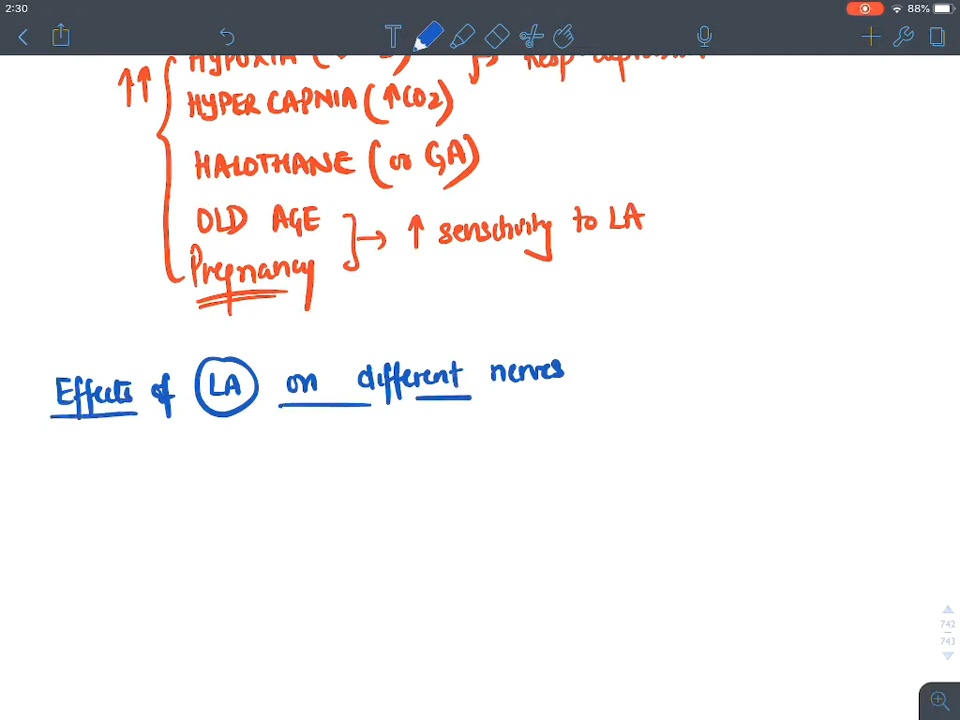 2:30 88%
T
HYPOXIA
↑↑ HYPER CAPNIA (↑CO2)
HALOTHANE (or GA)
OLD AGE
Pregnancy → ↑ sensitivity to LA
Effects of LA on different nerves
742
743